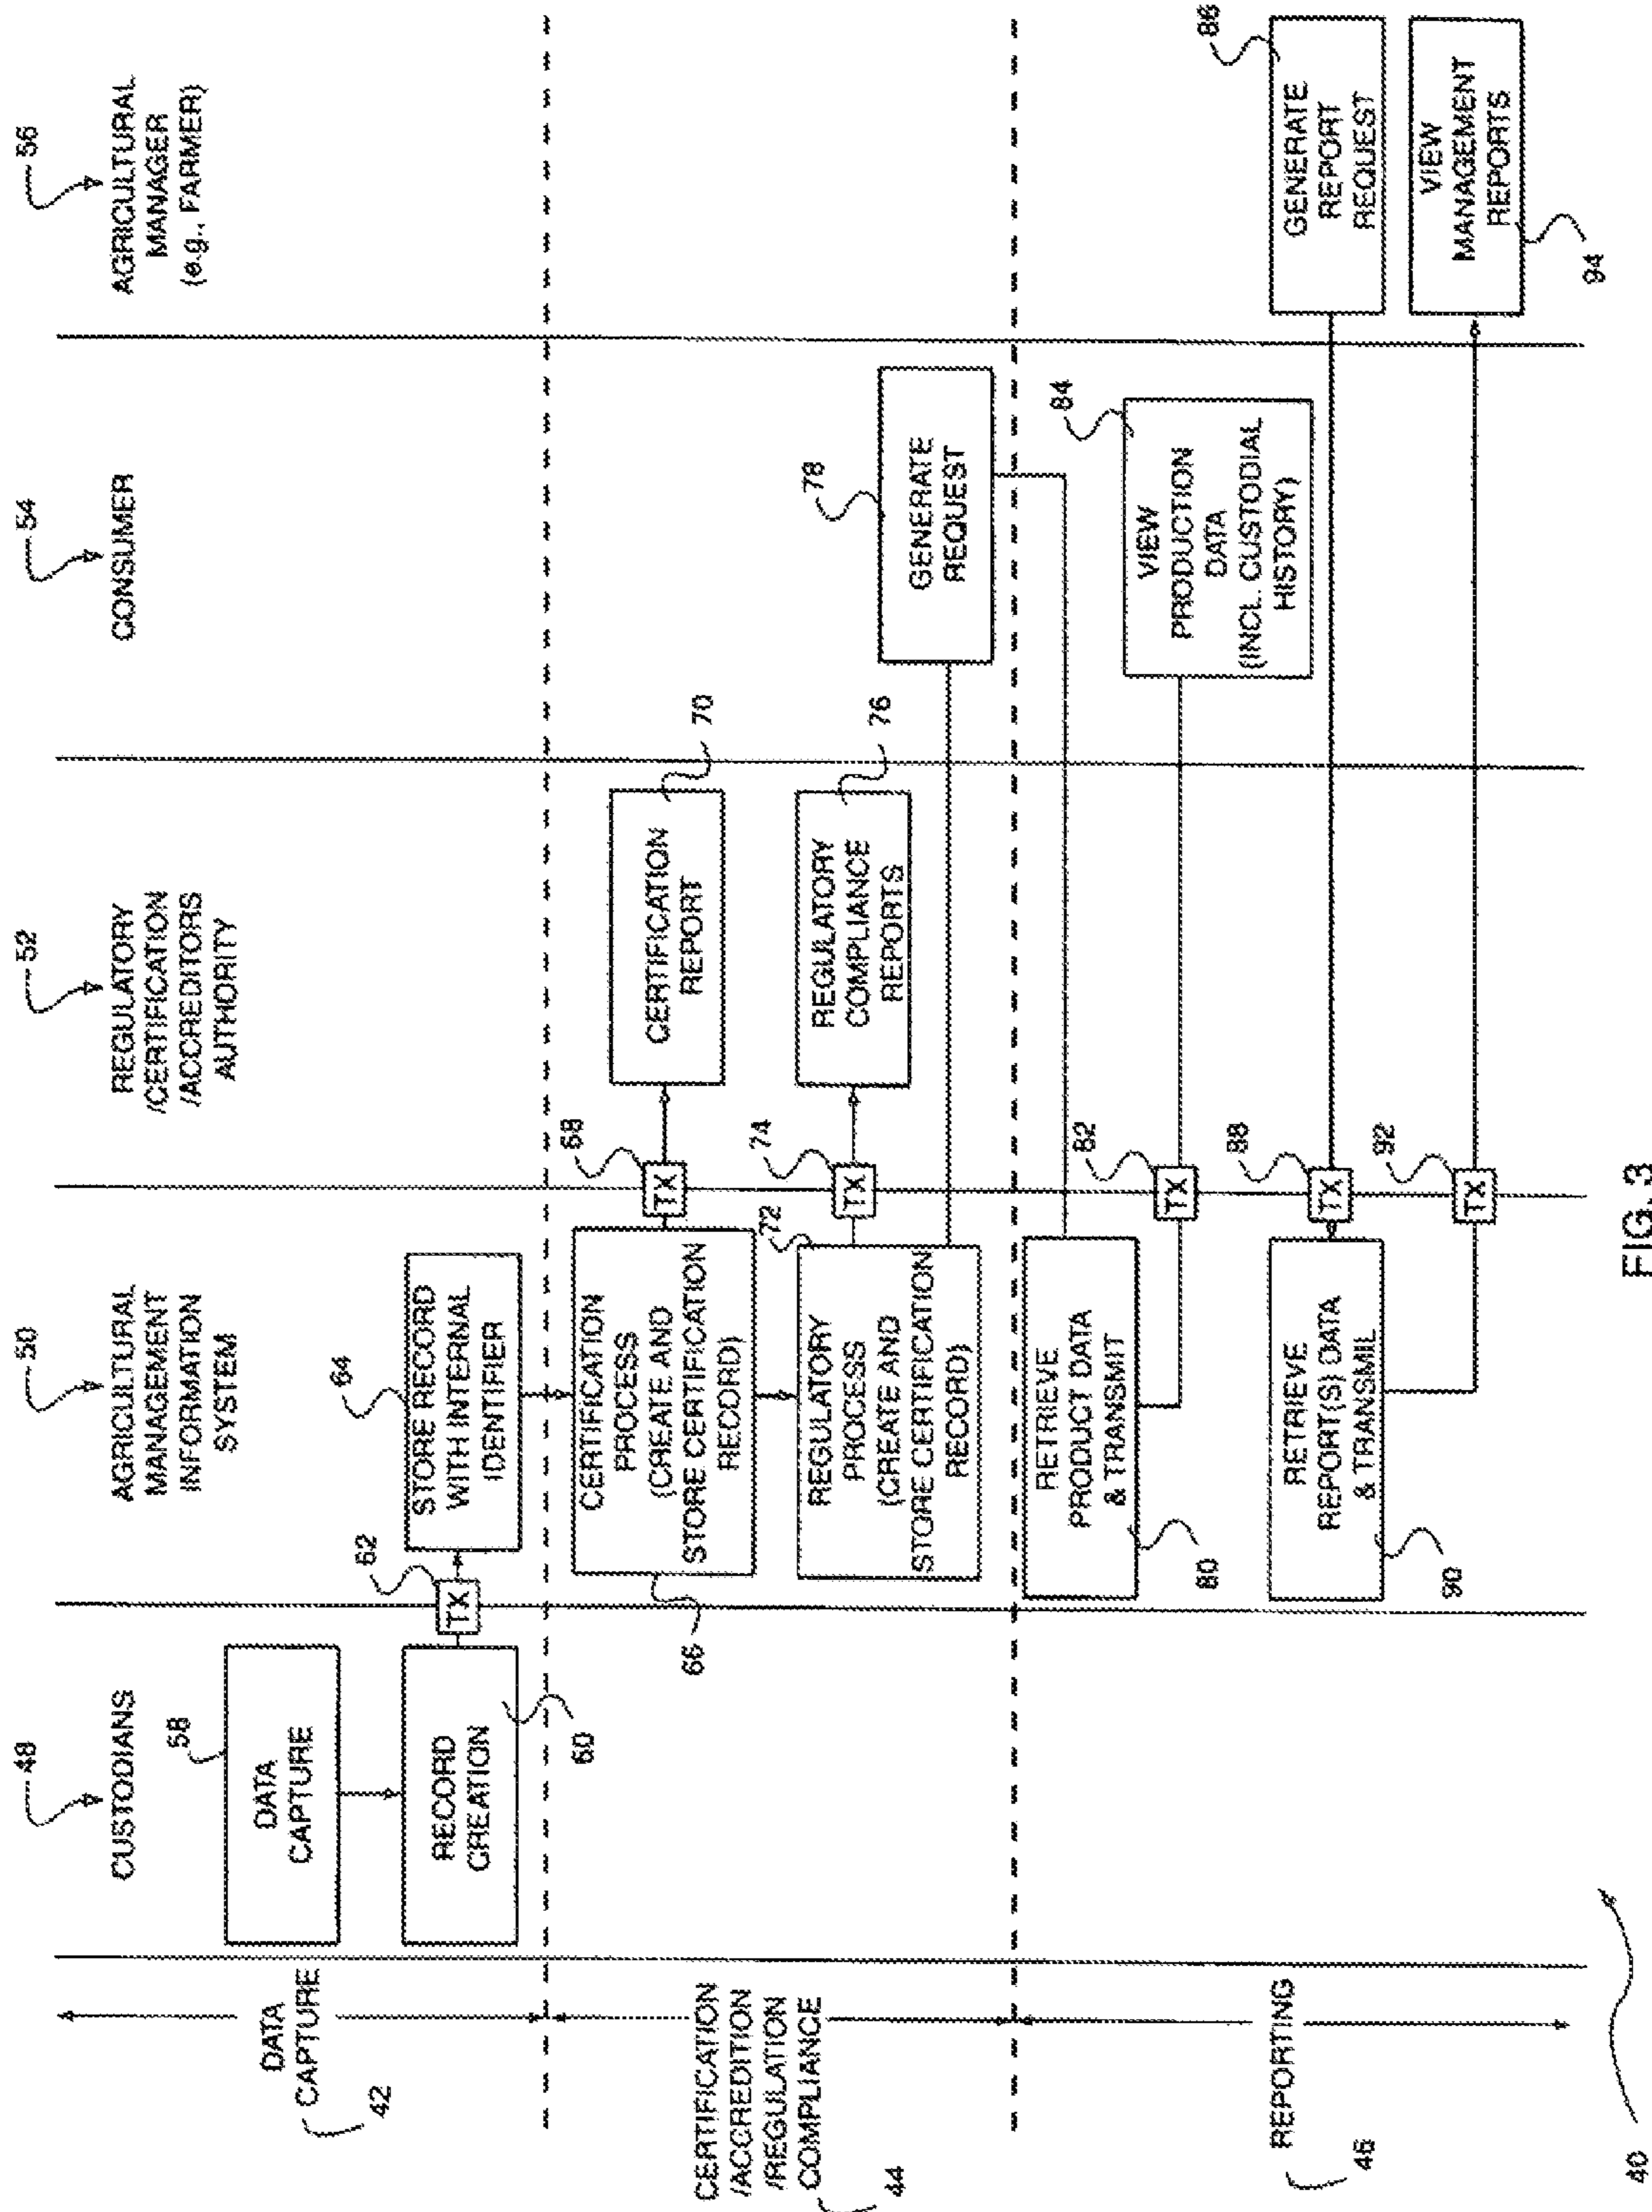 48
CUSTODIANS
50
AGRICULTURAL
MANAGEMENT
INFORMATION
SYSTEM
52
REGULATORY
/CERTIFICATION
/ACCREDITORS
AUTHORITY
54
CONSUMER
56
AGRICULTURAL
MANAGER
(e.g., FARMER)
DATA
CAPTURE
42
58
DATA
CAPTURE
RECORD
CREATION
60
62
TX
64
STORE RECORD
WITH INTERNAL
IDENTIFIER
CERTIFICATION
/ACCREDITION
/REGULATION
COMPLIANCE
44
CERTIFICATION
PROCESS
(CREATE AND
STORE CERTIFICATION
RECORD)
66
68
TX
CERTIFICATION
REPORT
70
72
REGULATORY
PROCESS
(CREATE AND
STORE CERTIFICATION
RECORD)
74
TX
REGULATORY
COMPLIANCE
REPORTS
76
78
GENERATE
REQUEST
REPORTING
46
RETRIEVE
PRODUCT DATA
& TRANSMIT
80
82
TX
84
VIEW
PRODUCTION
DATA
(INCL. CUSTODIAL
HISTORY)
86
GENERATE
REPORT
REQUEST
88
TX
RETRIEVE
REPORT(S) DATA
& TRANSMIL
90
92
TX
VIEW
MANAGEMENT
REPORTS
94
40
FIG. 3